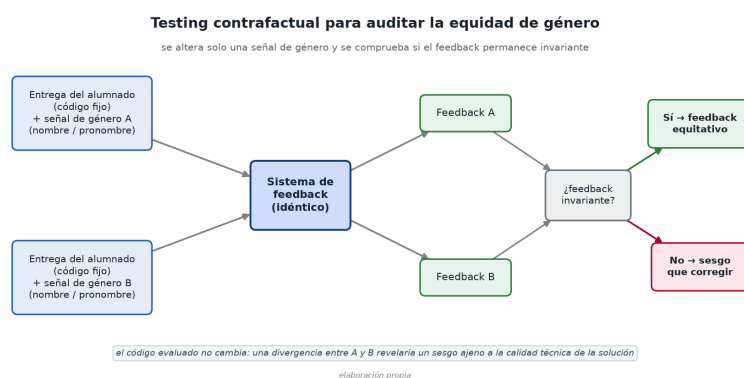 Testing contrafactual para auditar la equidad de género
se altera solo una señal de género y se comprueba si el feedback permanece invariante
Entrega del alumnado
(código fijo)
+ señal de género A
(nombre / pronombre)
Feedback A
Sí → feedback
equitativo
Sistema de
feedback
(idéntico)
¿feedback
invariante?
Entrega del alumnado
(código fijo)
+ señal de género B
(nombre / pronombre)
Feedback B
No → sesgo
que corregir
el código evaluado no cambia: una divergencia entre A y B revelaría un sesgo ajeno a la calidad técnica de la solución
elaboración propia